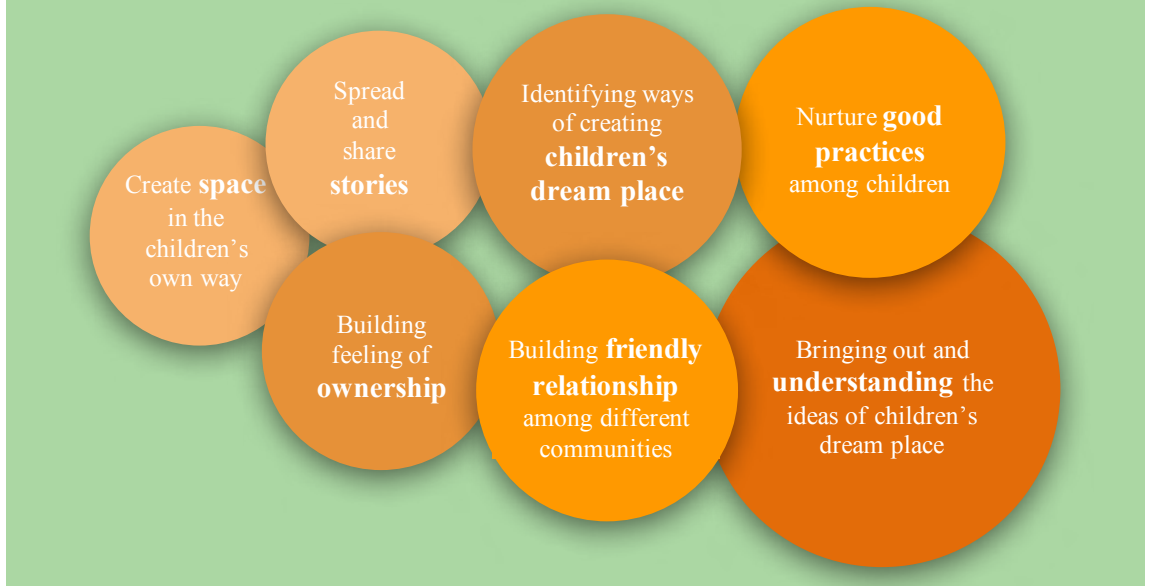 Create space
in the
children's
own way
Spread
and
share
stories
Building
feeling of
ownership
Identifying ways
of creating
children's
dream place
Building friendly
relationship
among different
communities
Nurture good
practices
among children
Bringing out and
understanding the
ideas of children's
dream place